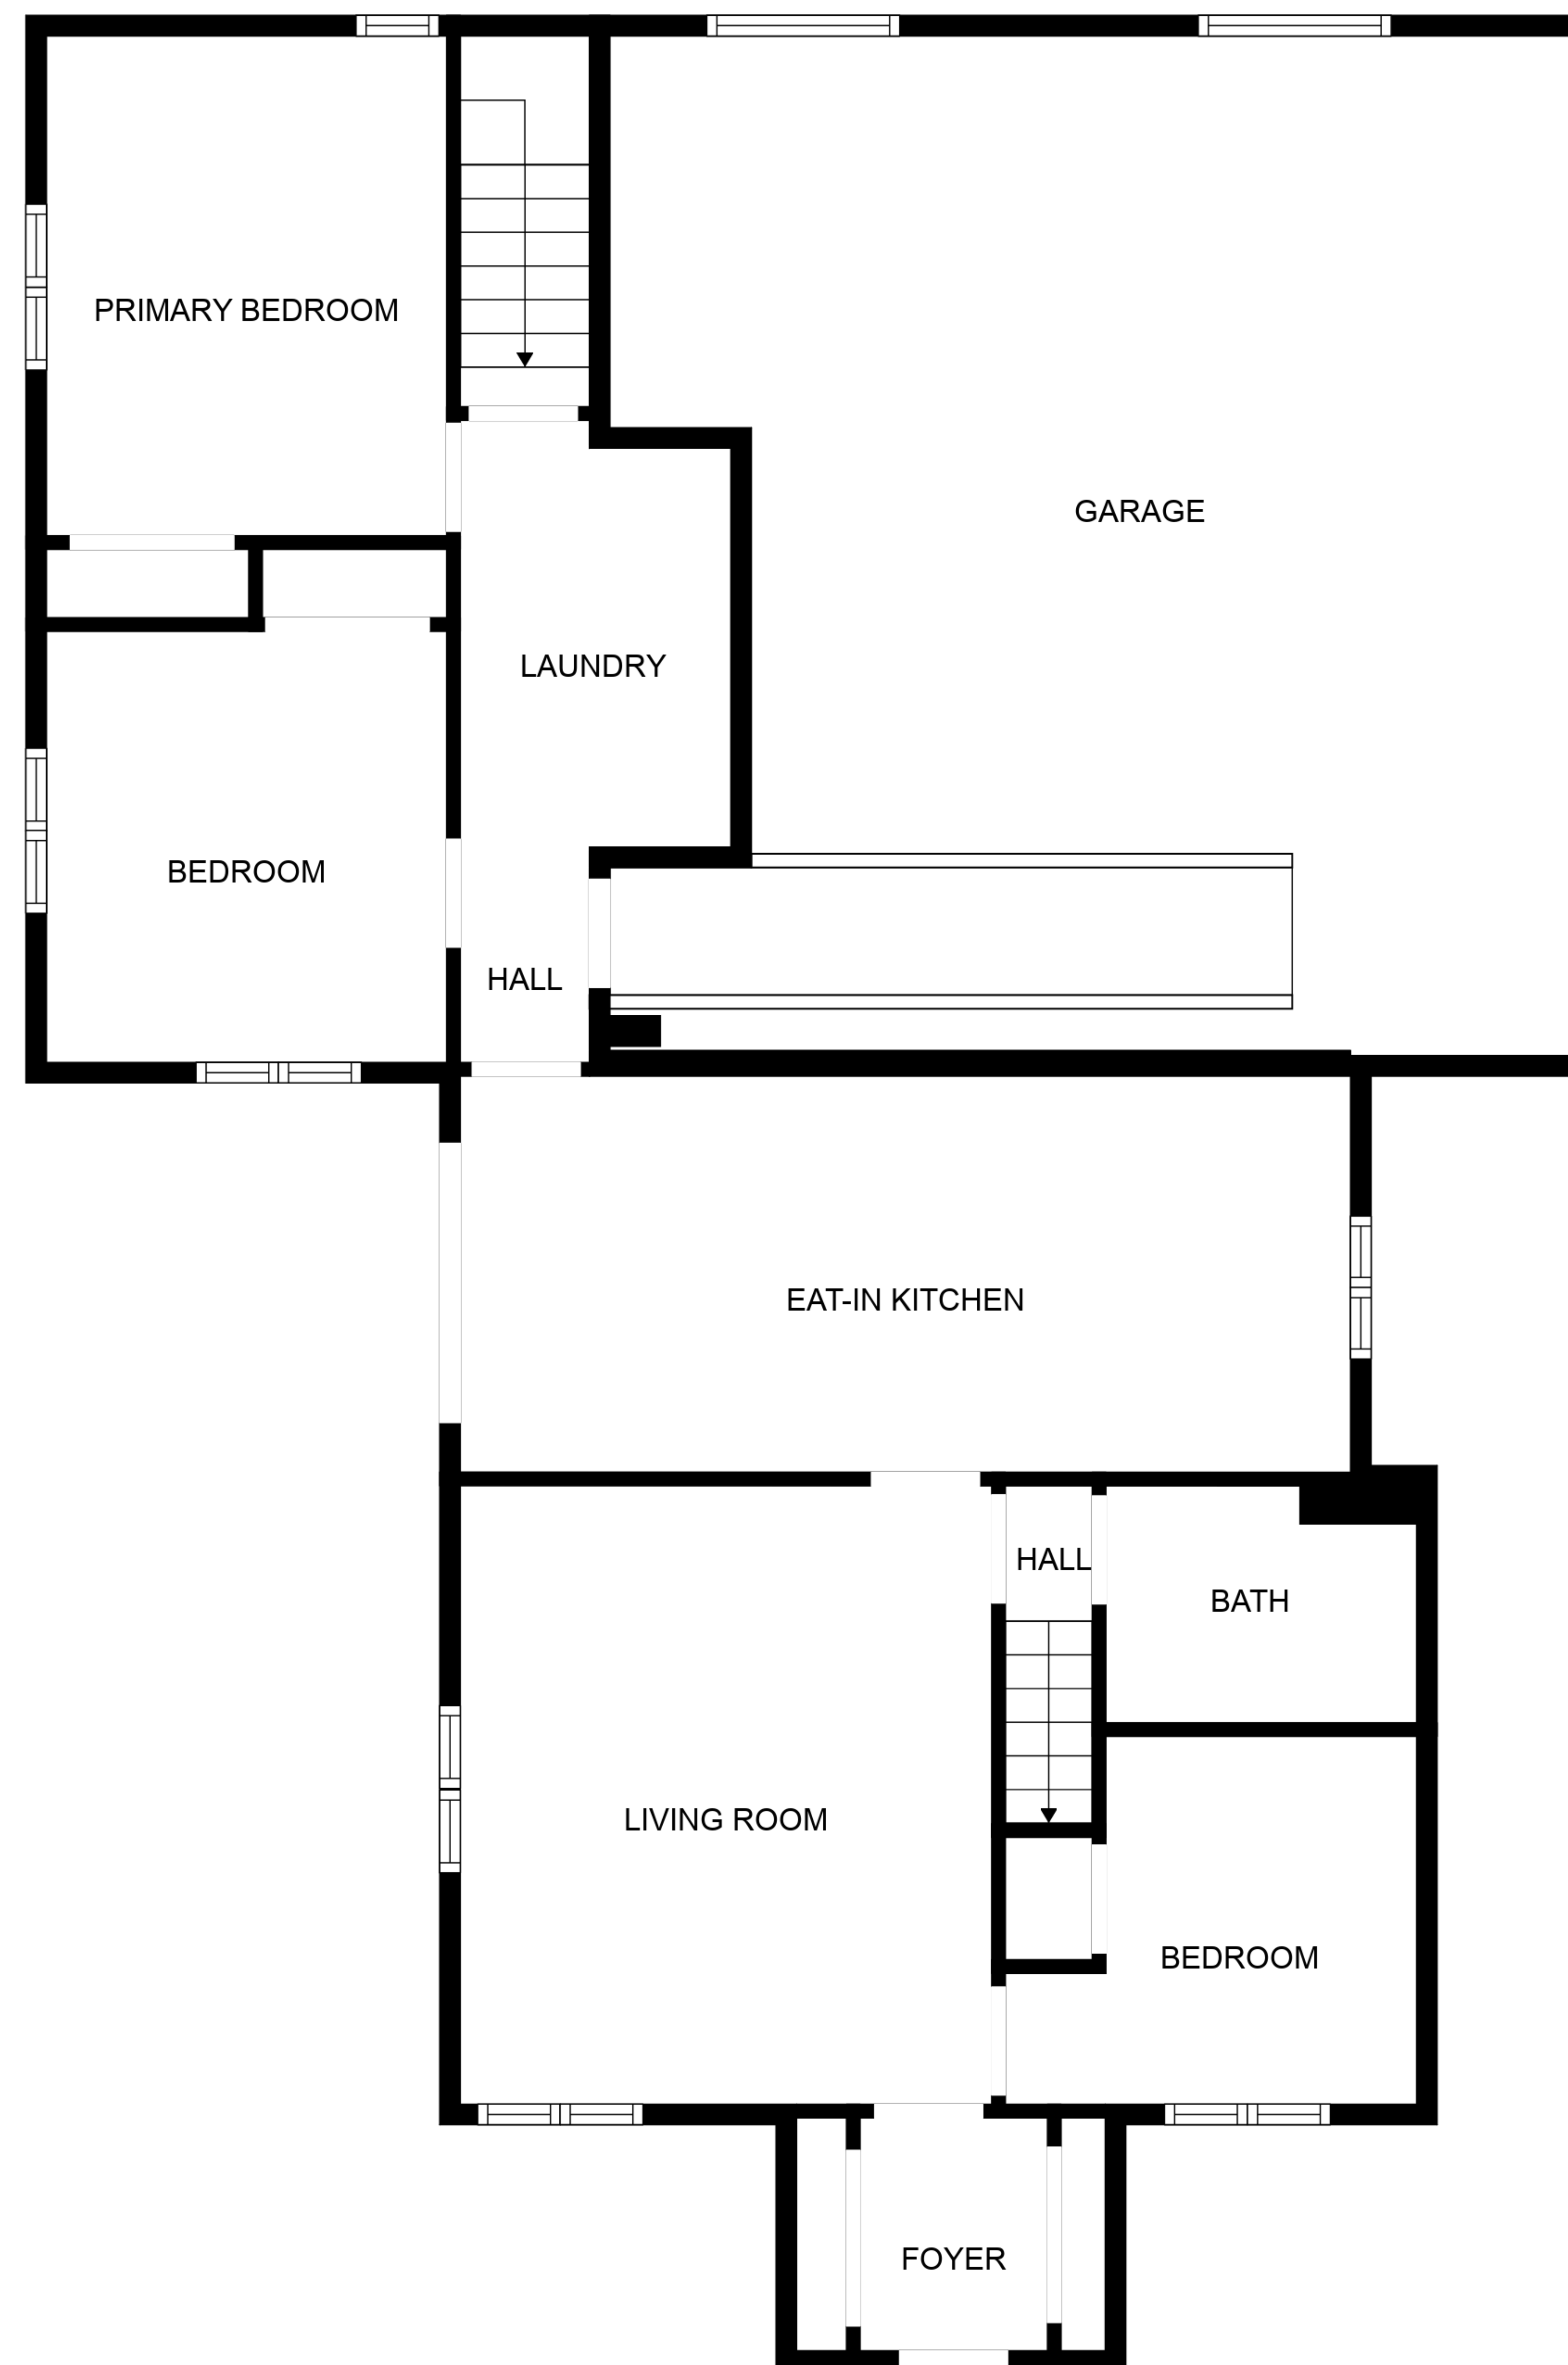 PRIMARY BEDROOM
GARAGE
LAUNDRY
BEDROOM
HALL
EAT-IN KITCHEN
HALL
BATH
LIVING ROOM
BEDROOM
FOYER